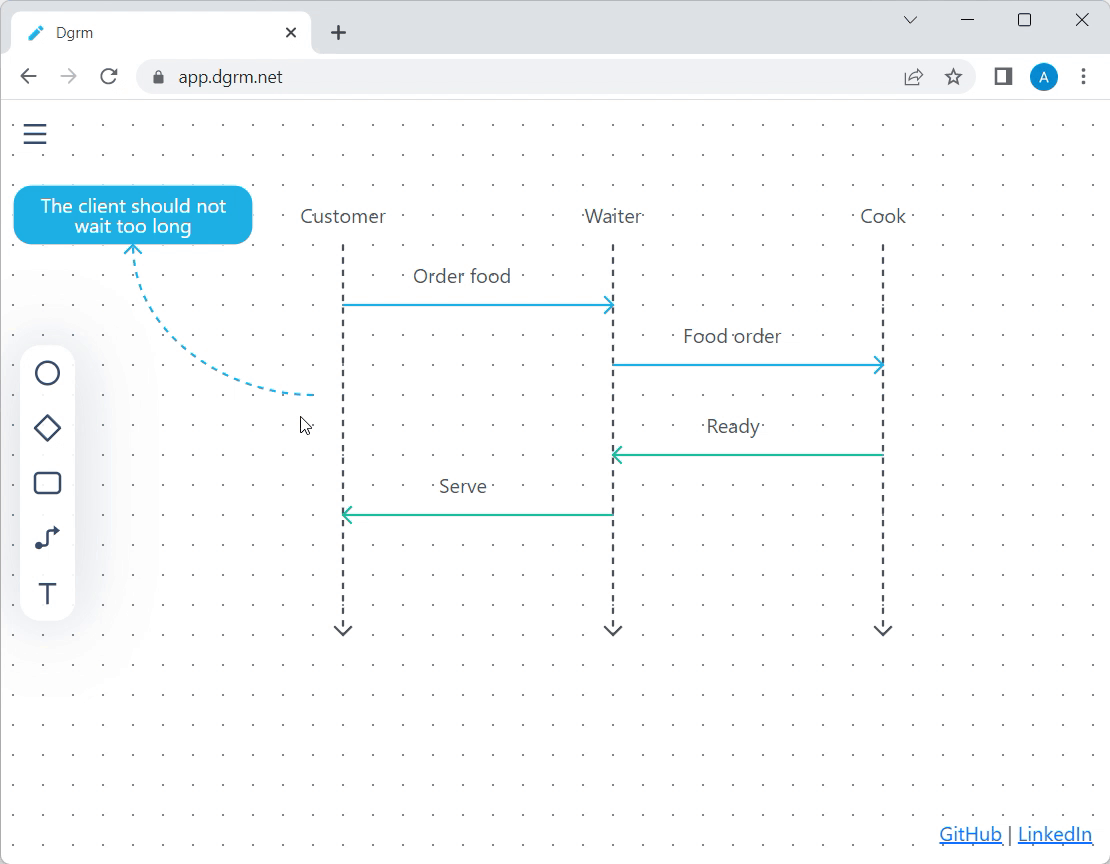 Dgrm
app.dgrm.net
A
The client should not
wait too long
Customer
Waiter
Cook
Order food
Food order
Ready
Serve
T
GitHub | LinkedIn